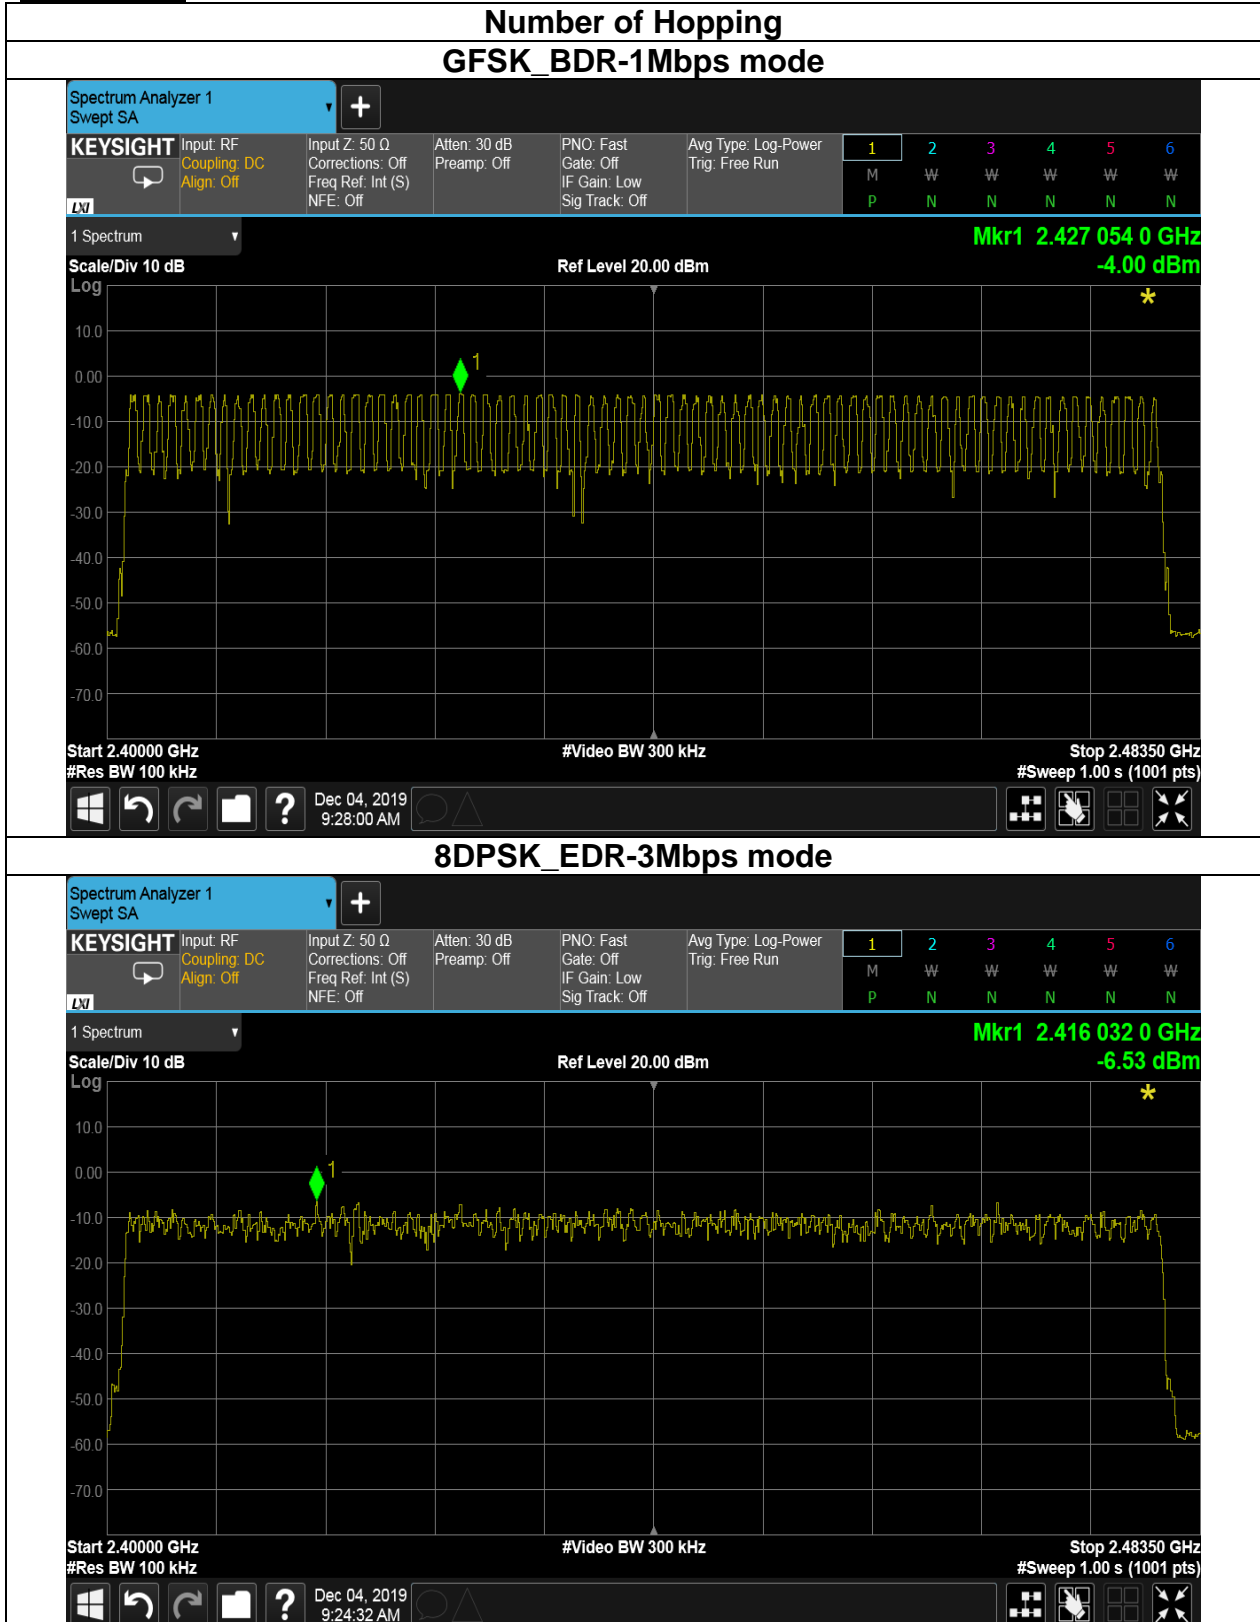 Number of Hopping
GFSK_BDR-1Mbps mode
Spectrum Analyzer 1
Swept SA
KEYSIGHT
LXI
Input: RF
Coupling: DC
Align: Off
Input Z: 50 Ω
Corrections: Off
Freq Ref: Int (S)
NFE: Off
Atten: 30 dB
Preamp: Off
PNO: Fast
Gate: Off
IF Gain: Low
Sig Track: Off
Avg Type: Log-Power
Trig: Free Run
1 2 3 4 5 6
M W W W W W
P N N N N N
1 Spectrum
Mkr1 2.427 054 0 GHz
Scale/Div 10 dB
Ref Level 20.00 dBm
-4.00 dBm
Log
1
10.0
0.00
-10.0
-20.0
-30.0
-40.0
-50.0
-60.0
-70.0
Start 2.40000 GHz
#Video BW 300 kHz
Stop 2.48350 GHz
#Res BW 100 kHz
#Sweep 1.00 s (1001 pts)
?
Dec 04, 2019
9:28:00 AM
8DPSK_EDR-3Mbps mode
Spectrum Analyzer 1
Swept SA
KEYSIGHT
LXI
Input: RF
Coupling: DC
Align: Off
Input Z: 50 Ω
Corrections: Off
Freq Ref: Int (S)
NFE: Off
Atten: 30 dB
Preamp: Off
PNO: Fast
Gate: Off
IF Gain: Low
Sig Track: Off
Avg Type: Log-Power
Trig: Free Run
1 2 3 4 5 6
M W W W W W
P N N N N N
1 Spectrum
Mkr1 2.416 032 0 GHz
Scale/Div 10 dB
Ref Level 20.00 dBm
-6.53 dBm
Log
1
10.0
0.00
-10.0
-20.0
-30.0
-40.0
-50.0
-60.0
-70.0
Start 2.40000 GHz
#Video BW 300 kHz
Stop 2.48350 GHz
#Res BW 100 kHz
#Sweep 1.00 s (1001 pts)
?
Dec 04, 2019
9:24:32 AM